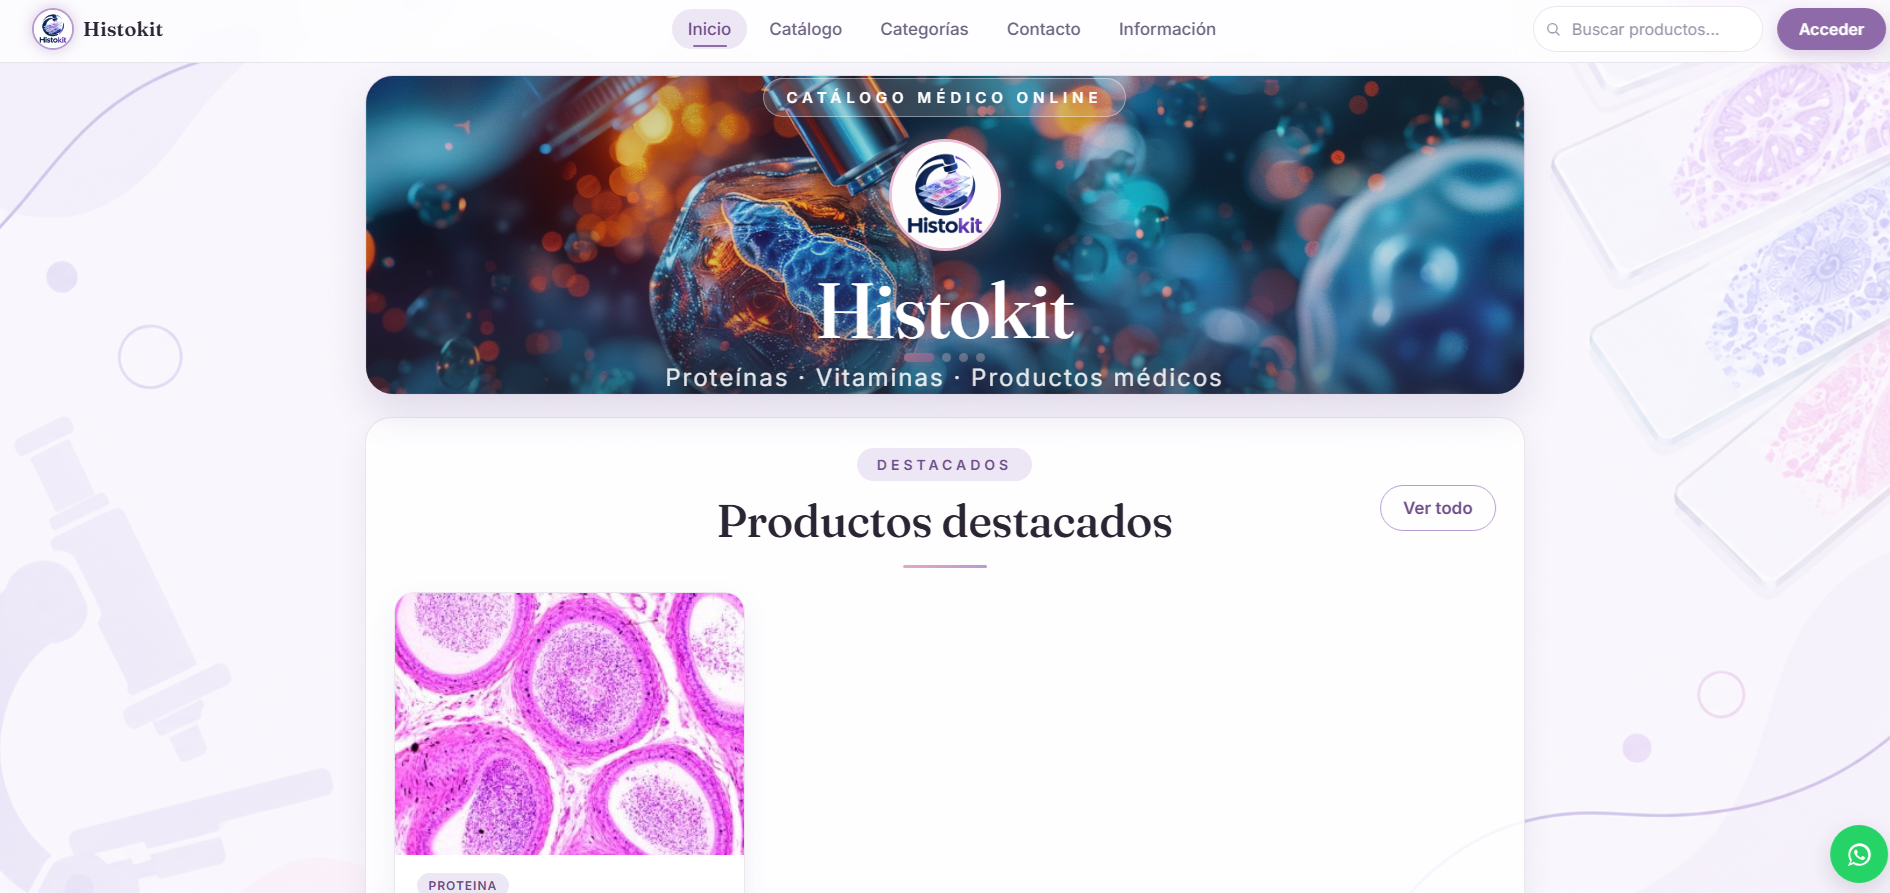 Histokit
Histokit
Inicio
Catálogo
Categorías
Contacto
Información
Buscar productos...
Acceder
CATÁLOGO MÉDICO ONLINE
Histokit
Histokit
Proteínas · Vitaminas · Productos médicos
DESTACADOS
Productos destacados
Ver todo
PROTEINA